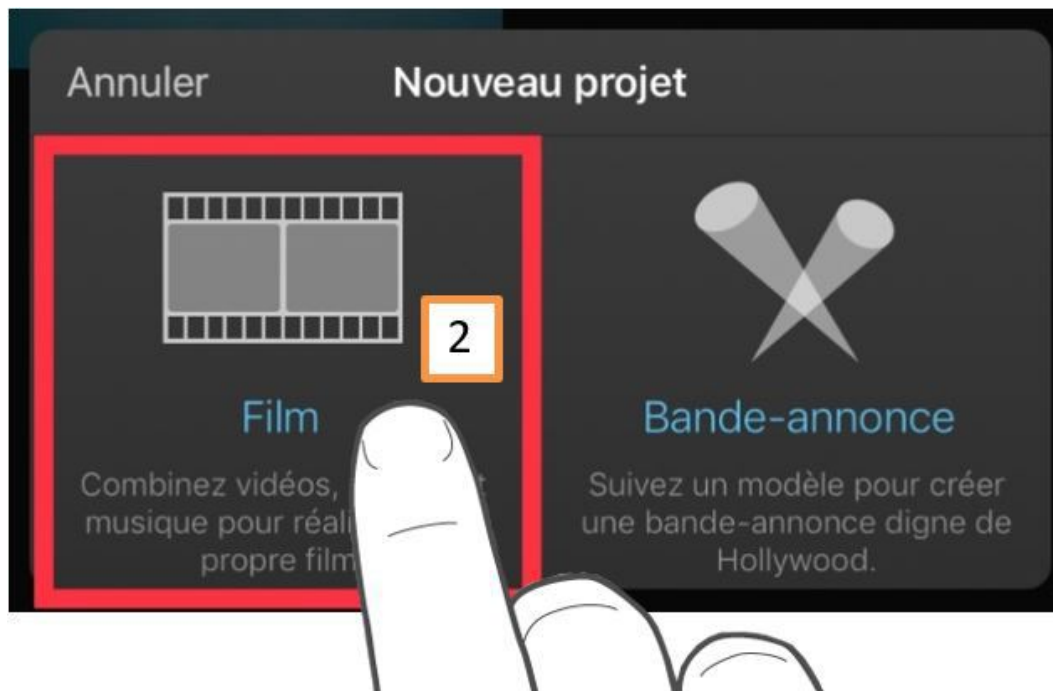 Annuler
Nouveau projet
2
Film
Combinez vidéos, t
musique pour réali
propre film
Bande-annonce
Suivez un modèle pour créer
une bande-annonce digne de
Hollywood.